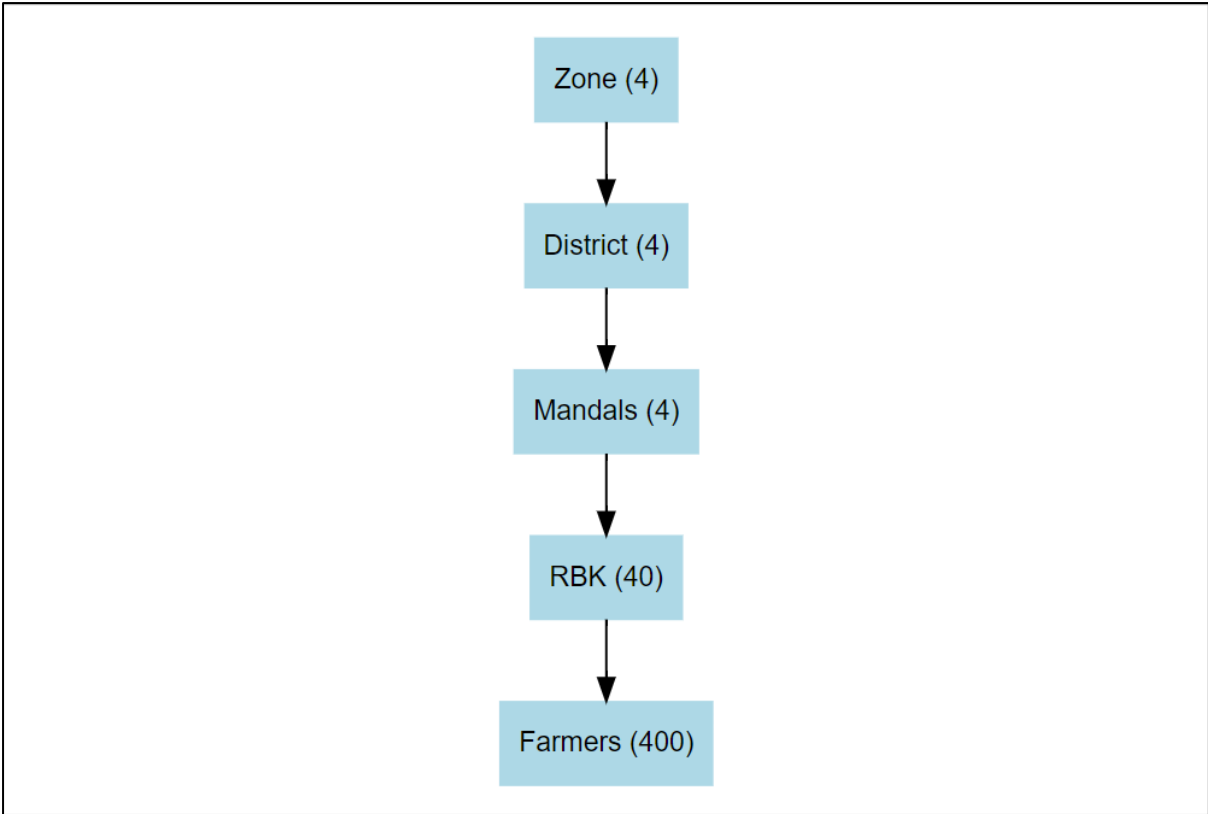 Zone (4)
District (4)
Mandals (4)
RBK (40)
Farmers (400)